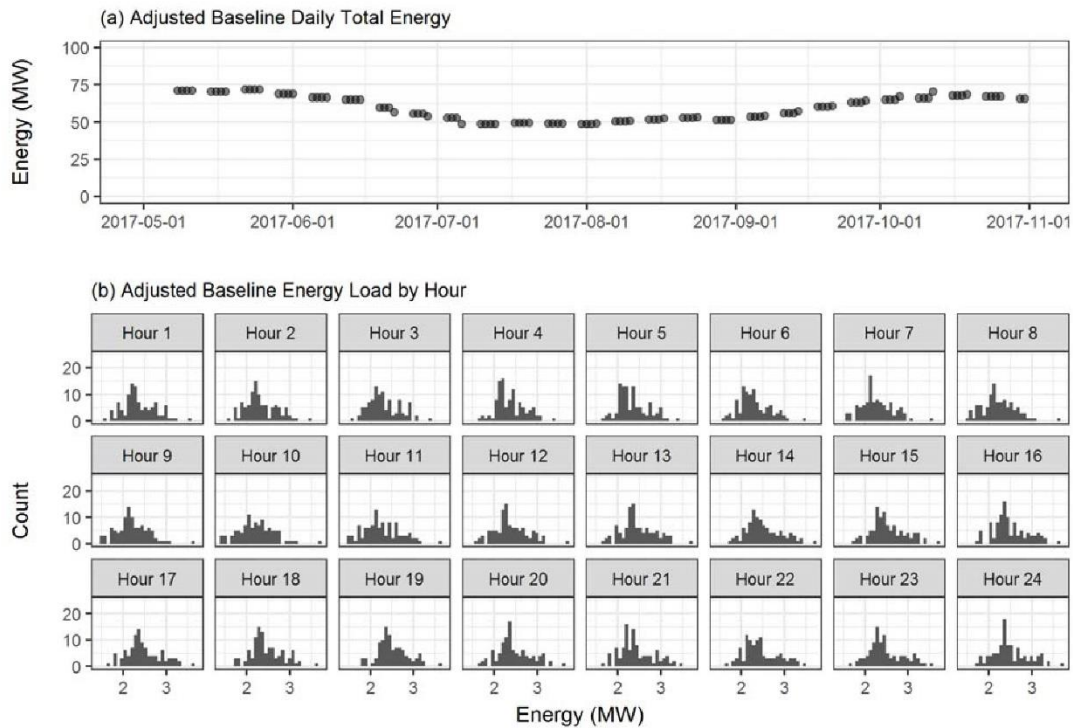 (a) Adjusted Baseline Daily Total Energy
100
75
50
25
0
Energy (MW)
2017-05-01 2017-06-01 2017-07-01 2017-08-01 2017-09-01 2017-10-01 2017-11-01
(b) Adjusted Baseline Energy Load by Hour
Hour 1 Hour 2 Hour 3 Hour 4 Hour 5 Hour 6 Hour 7 Hour 8
20
10
0
Hour 9 Hour 10 Hour 11 Hour 12 Hour 13 Hour 14 Hour 15 Hour 16
Count
20
10
0
Hour 17 Hour 18 Hour 19 Hour 20 Hour 21 Hour 22 Hour 23 Hour 24
20
10
0
2 3 2 3 2 3 2 3 2 3 2 3 2 3 2 3
Energy (MW)